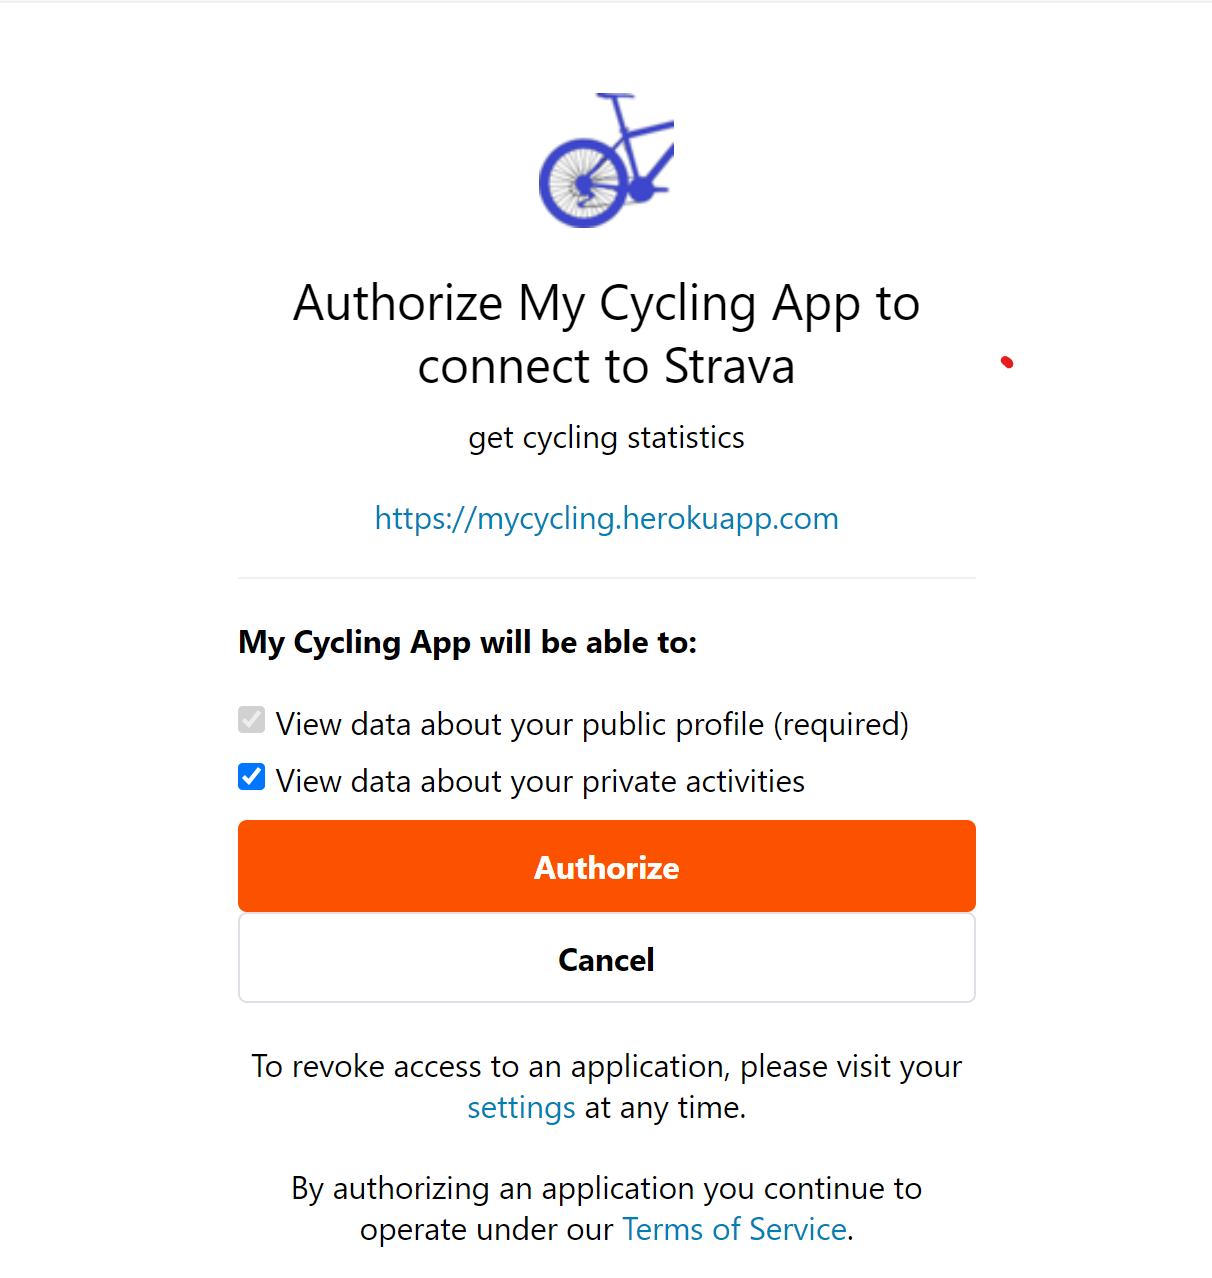 Authorize My Cycling App to
connect to Strava
get cycling statistics
https://mycycling.herokuapp.com
My Cycling App will be able to:
View data about your public profile (required)
View data about your private activities
Authorize
Cancel
To revoke access to an application, please visit your
settings at any time.
By authorizing an application you continue to
operate under our Terms of Service.